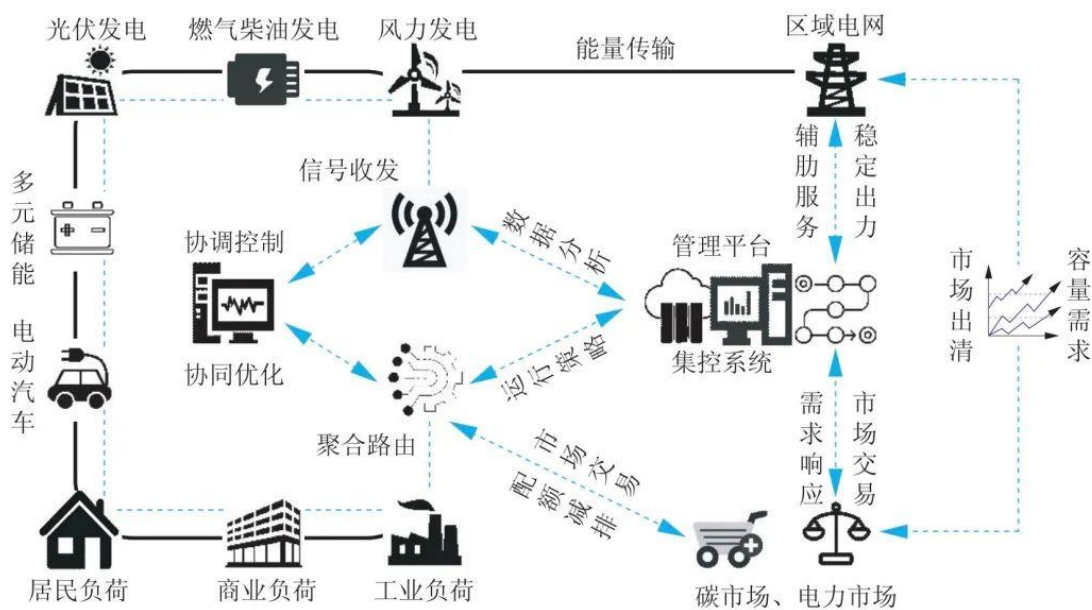 光伏发电
燃气柴油发电
风力发电
能量传输
区域电网
信号收发
辅助服务
稳定出力
多元储能
协调控制
数据分析
管理平台
市场出清
容量需求
电动汽车
协同优化
运行策略
集控系统
聚合路由
市场交易
配额减排
需求响应
市场交易
居民负荷
商业负荷
工业负荷
碳市场、电力市场